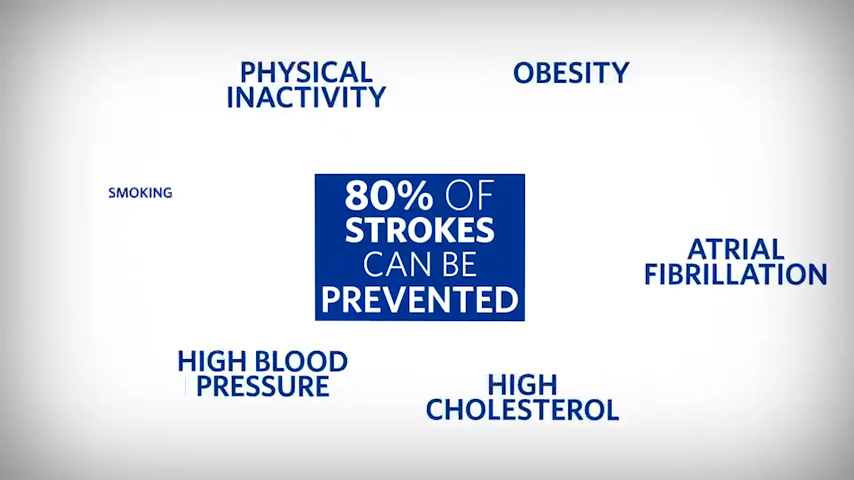 PHYSICAL
INACTIVITY
OBESITY
SMOKING
80% OF
STROKES
CAN BE
PREVENTED
ATRIAL
FIBRILLATION
HIGH BLOOD
PRESSURE
HIGH
CHOLESTEROL